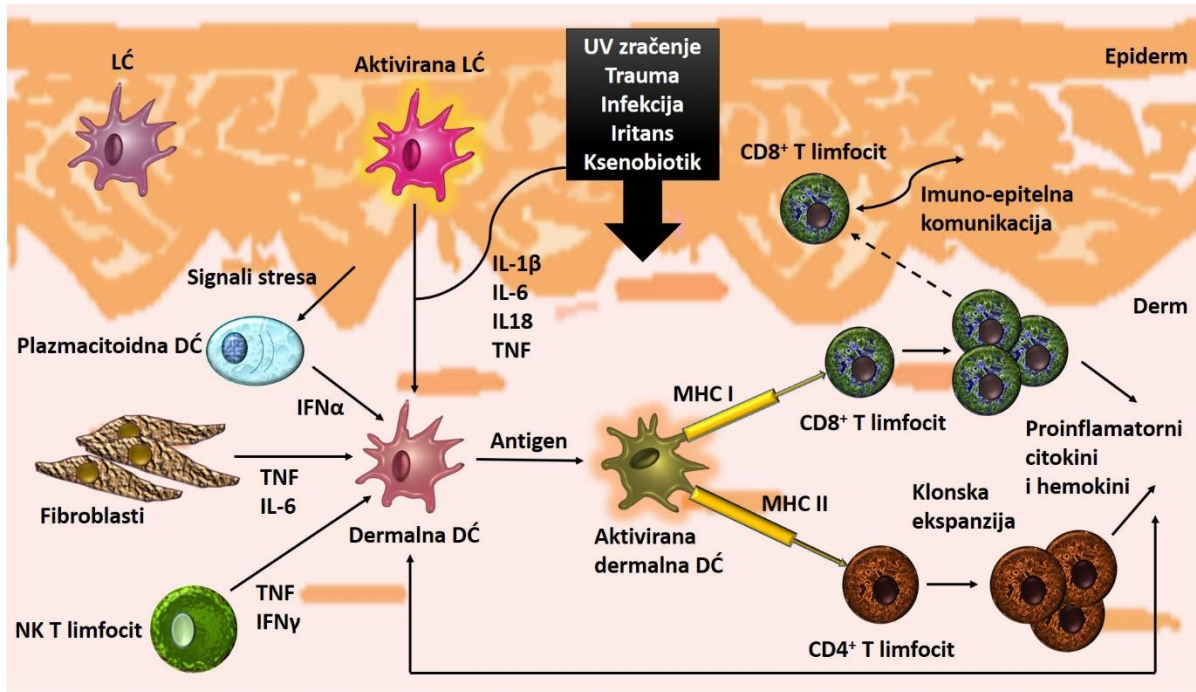 LĆ
Aktivirana LĆ
UV zračenje
Trauma
Infekcija
Iritans
Ksenobiotik
Epiderm
CD8⁺ T limfocit
Imuno-epitelna
komunikacija
Signali stresa
IL-1β
IL-6
IL18
TNF
Derm
Plazmacitoidna DĆ
IFNα
MHC I
CD8⁺ T limfocit
Antigen
TNF
IL-6
Fibroblasti
Dermalna DĆ
Aktivirana
dermalna DĆ
MHC II
Klonska
ekspanzija
Proinflamatorni
citokini
i hemokini
TNF
IFNγ
NK T limfocit
CD4⁺ T limfocit